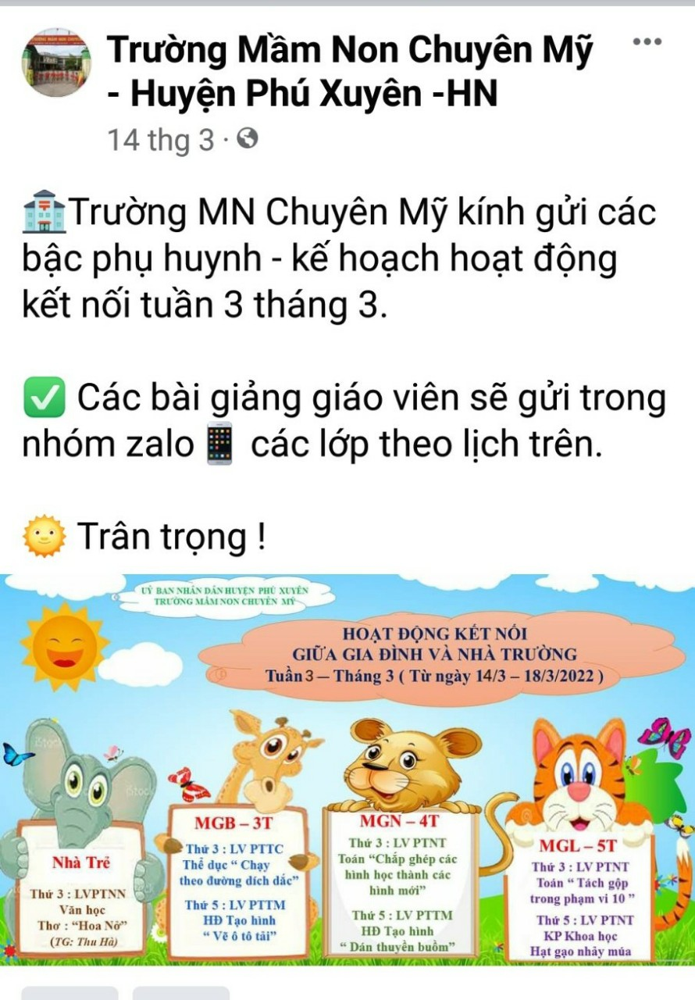 Trường Mầm Non Chuyên Mỹ
- Huyện Phú Xuyên -HN
14 thg 3 ·
Trường MN Chuyên Mỹ kính gửi các
bậc phụ huynh - kế hoạch hoạt động
kết nối tuần 3 tháng 3.
Các bài giảng giáo viên sẽ gửi trong
nhóm zalo các lớp theo lịch trên.
Trân trọng !
UỶ BAN NHÂN DÂN HUYỆN PHÚ XUYÊN
TRƯỜNG MẦM NON CHUYÊN MỸ
HOẠT ĐỘNG KẾT NỐI
GIỮA GIA ĐÌNH VÀ NHÀ TRƯỜNG
Tuần 3 – Tháng 3 ( Từ ngày 14/3 – 18/3/2022 )
Nhà Trẻ
Thứ 3 : LVPTNN
Văn học
Thơ : “Hoa Nở”
(TG: Thu Hà)
MGB – 3T
Thứ 3 : LV PTTC
Thể dục “ Chạy
theo đường dích dắc”
Thứ 5 : LV PTTM
HĐ Tạo hình
“ Vẽ ô tô tải”
MGN – 4T
Thứ 3 : LV PTNT
Toán “Chắp ghép các
hình học thành các
hình mới”
Thứ 5 : LV PTTM
HĐ Tạo hình
“ Dán thuyền buồm”
MGL – 5T
Thứ 3 : LV PTNT
Toán “ Tách gộp
trong phạm vi 10 ”
Thứ 5 : LV PTNT
KP Khoa học
Hạt gạo nhảy múa